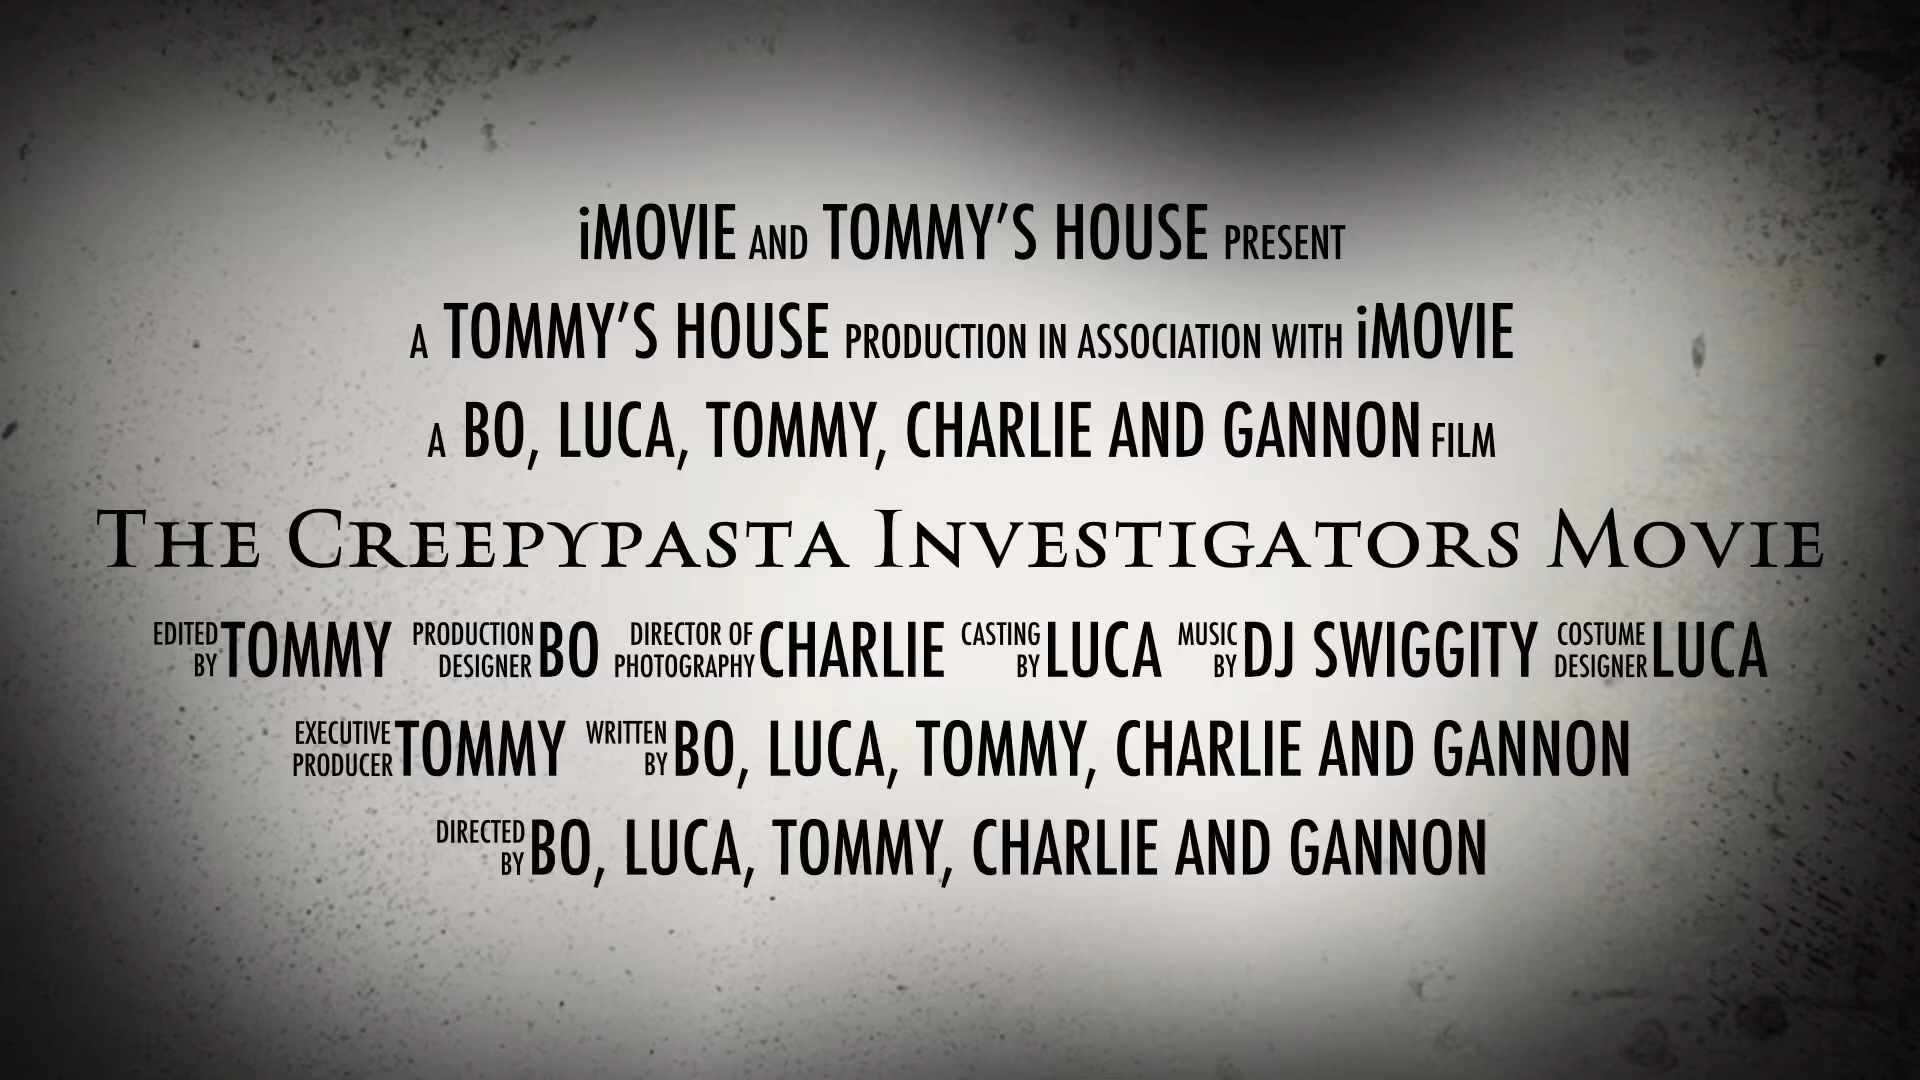 iMOVIE AND TOMMY'S HOUSE PRESENT
A TOMMY'S HOUSE PRODUCTION IN ASSOCIATION WITH iMOVIE
A BO, LUCA, TOMMY, CHARLIE AND GANNON FILM
THE CREEPYPASTA INVESTIGATORS MOVIE
EDITED BY TOMMY PRODUCTION DESIGNER BO DIRECTOR OF PHOTOGRAPHY CHARLIE CASTING BY LUCA MUSIC BY DJ SWIGGITY COSTUME DESIGNER LUCA
EXECUTIVE PRODUCER TOMMY WRITTEN BY BO, LUCA, TOMMY, CHARLIE AND GANNON
DIRECTED BY BO, LUCA, TOMMY, CHARLIE AND GANNON